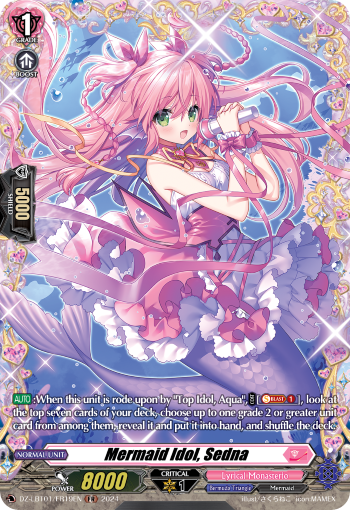 1
GRADE
BOOST
5000
SHIELD
AUTO :When this unit is rode upon by "Top Idol, Aqua", [BLAST 1], look at
the top seven cards of your deck, choose up to one grade 2 or greater unit
card from among them, reveal it and put it into hand, and shuffle the deck.
NORMAL UNIT
Mermaid Idol, Sedna
POWER 8000
CRITICAL
1
Lyrical Monasterio
Bermuda Triangle
Mermaid
2024